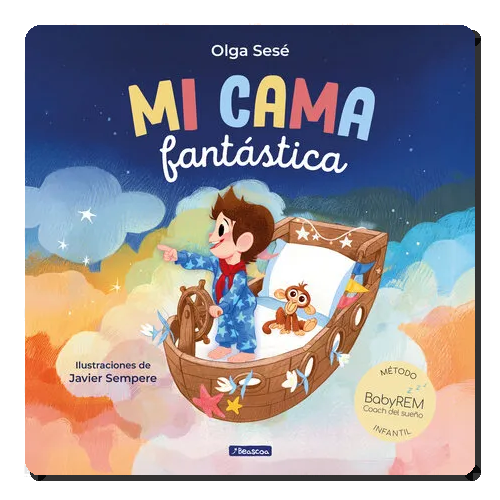 Olga Sesé
MI CAMA
fantástica
Ilustraciones de
Javier Sempere
MÉTODO
z z z
BabyREM
Coach del sueño
INFANTIL
Beascoa